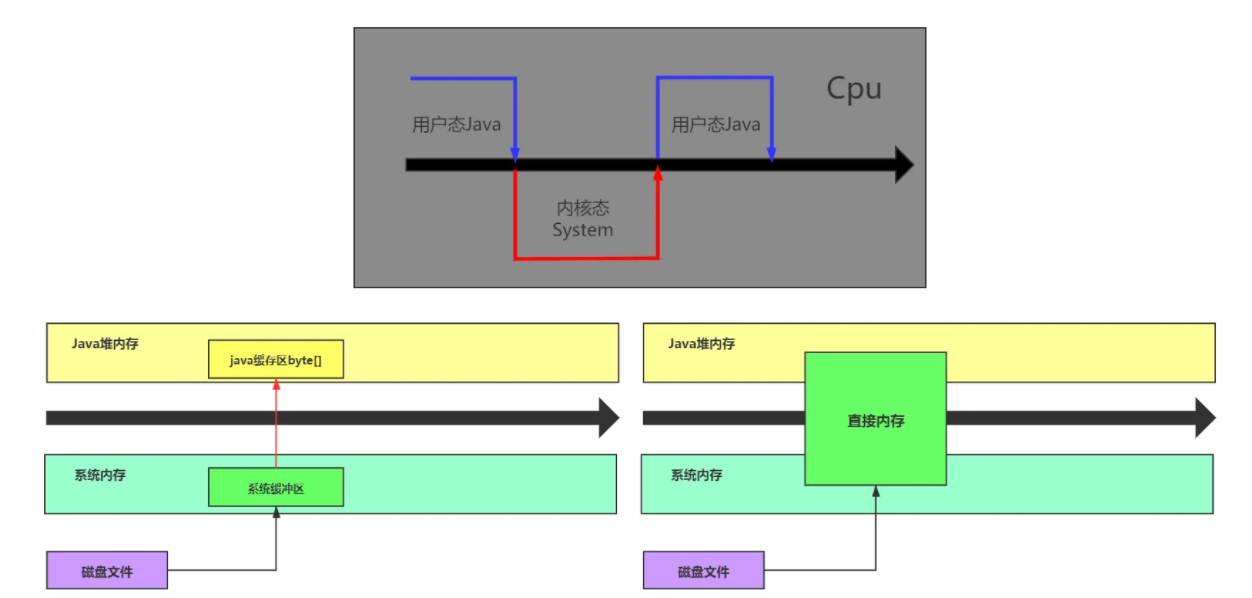 Cpu
用户态Java
用户态Java
内核态
System
Java堆内存
java缓存区byte[]
系统内存
系统缓冲区
磁盘文件
Java堆内存
直接内存
系统内存
磁盘文件